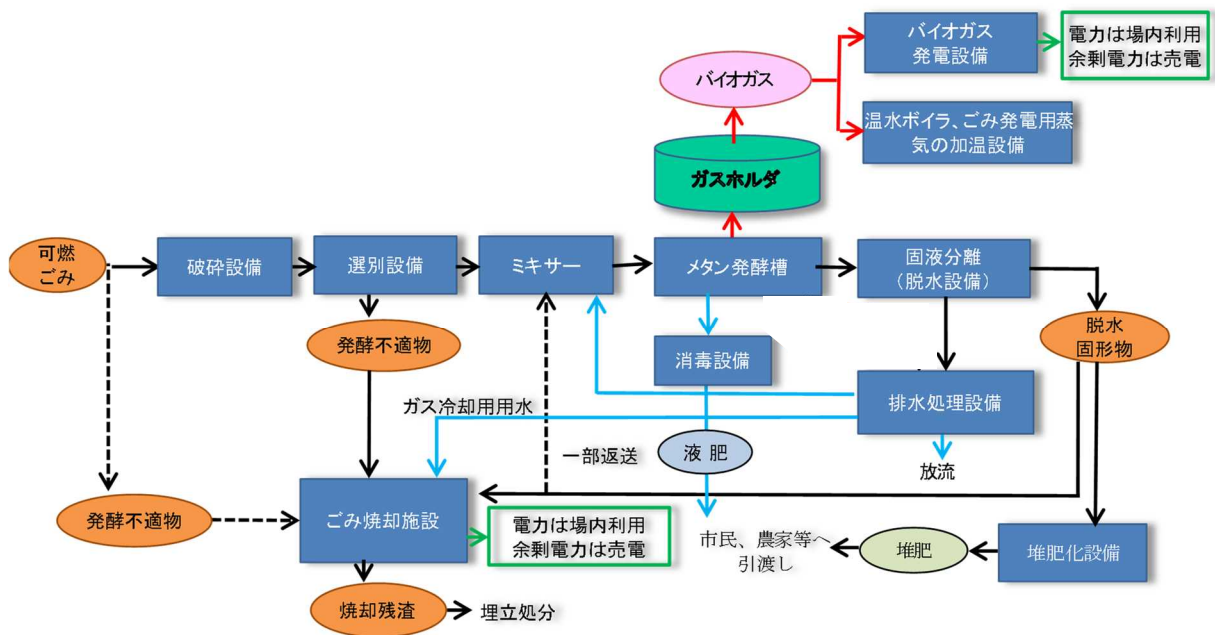 バイオガス
発電設備
電力は場内利用
余剰電力は売電
バイオガス
温水ボイラ、ごみ発電用蒸
気の加温設備
ガスホルダ
可燃
ごみ
破砕設備
選別設備
ミキサー
メタン発酵槽
固液分離
（脱水設備）
発酵不適物
消毒設備
脱水
固形物
ガス冷却用用水
排水処理設備
一部返送
液 肥
放流
発酵不適物
ごみ焼却施設
電力は場内利用
余剰電力は売電
市民、農家等へ
引渡し
堆肥
堆肥化設備
焼却残渣
埋立処分